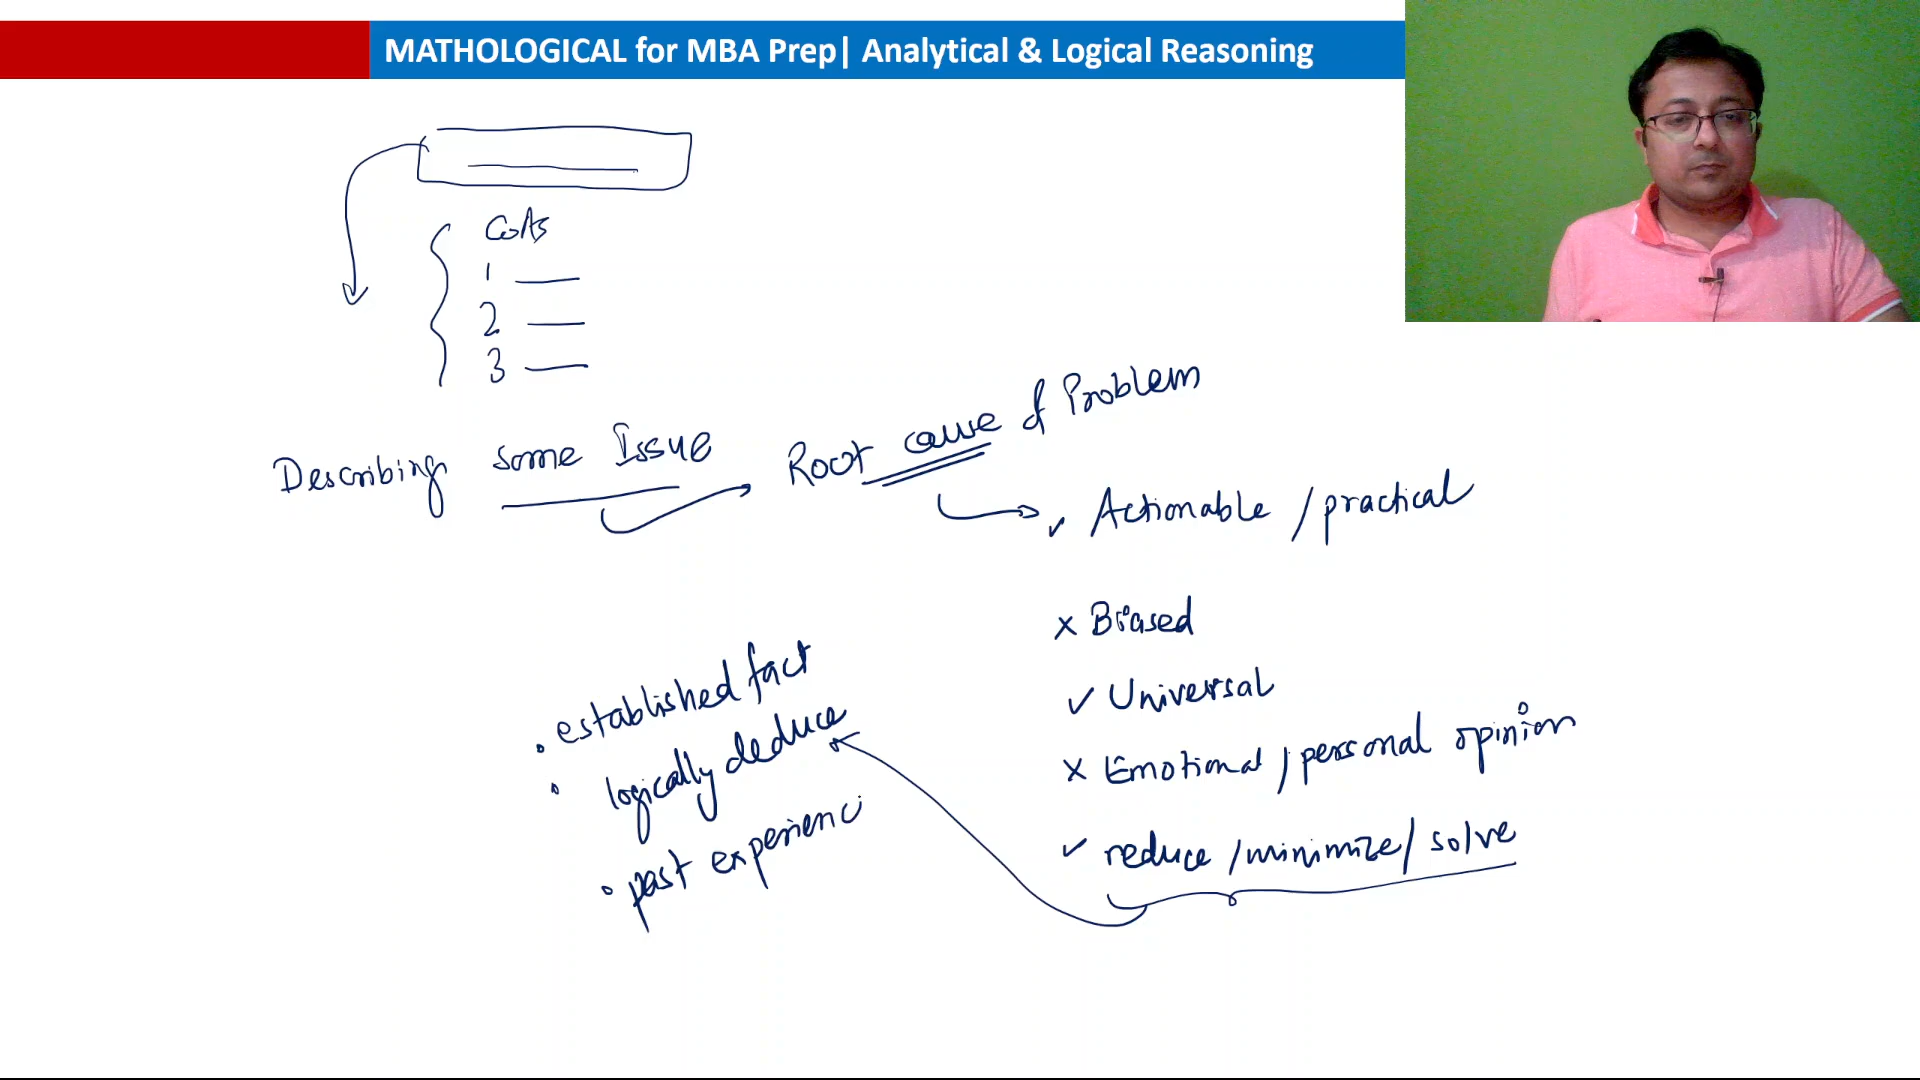 MATHOLOGICAL for MBA Prep| Analytical & Logical Reasoning
CoAs
1
2
3
Describing some Issue
Root cause of Problem
✓ Actionable / practical
x Biased
✓ Universal
x Emotional / personal opinion
✓ reduce / minimize / solve
• established fact
• logically deduce
• past experienc